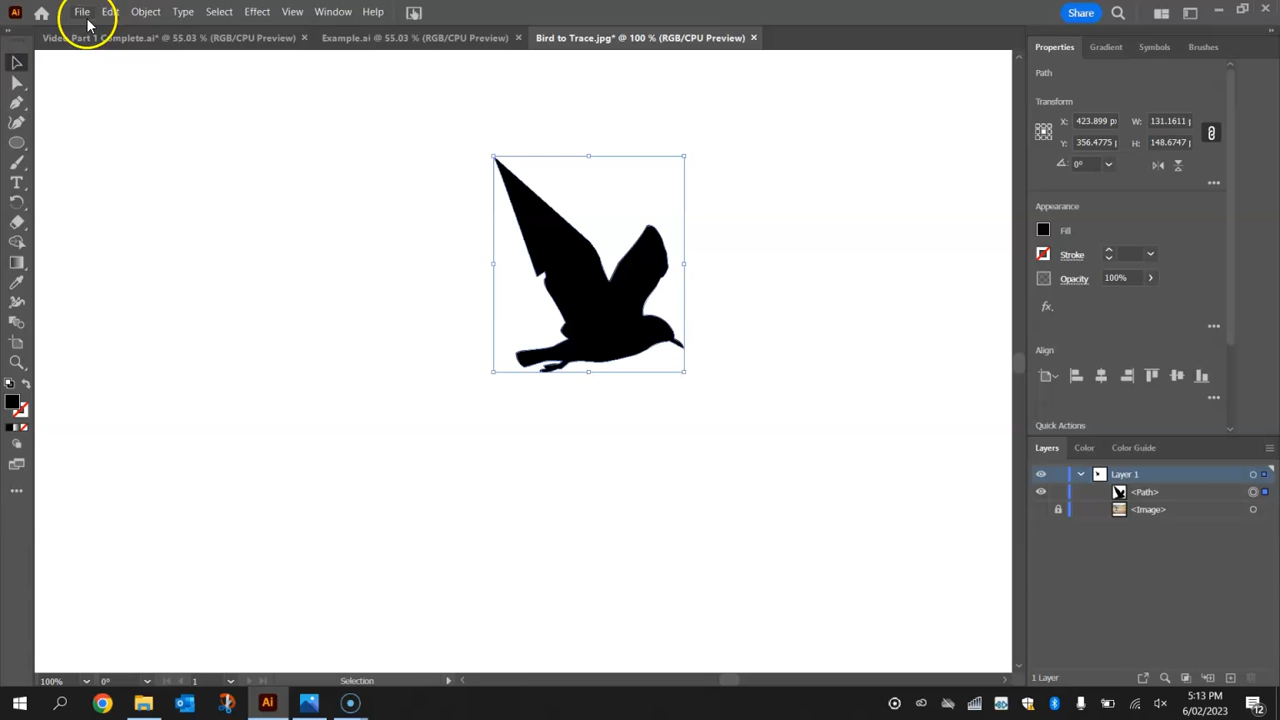 Ai File Edit Object Type Select Effect View Window Help Share
Video Part 1 Complete.ai* @ 55.03 % (RGB/CPU Preview) × Example.ai @ 55.03 % (RGB/CPU Preview) × Bird to Trace.jpg* @ 100 % (RGB/CPU Preview) ×
Properties Gradient Symbols Brushes
Path
Transform
X: 423.899 px W: 131.1611 p
Y: 356.4775 p H: 148.6747 p
0°
Appearance
Fill
Stroke
Opacity 100%
fx.
Align
Quick Actions
Layers Color Color Guide
Layer 1
<Path>
<Image>
100% 0° 1 Selection 1 Layer
Ai 5:13 PM
6/02/2023 12